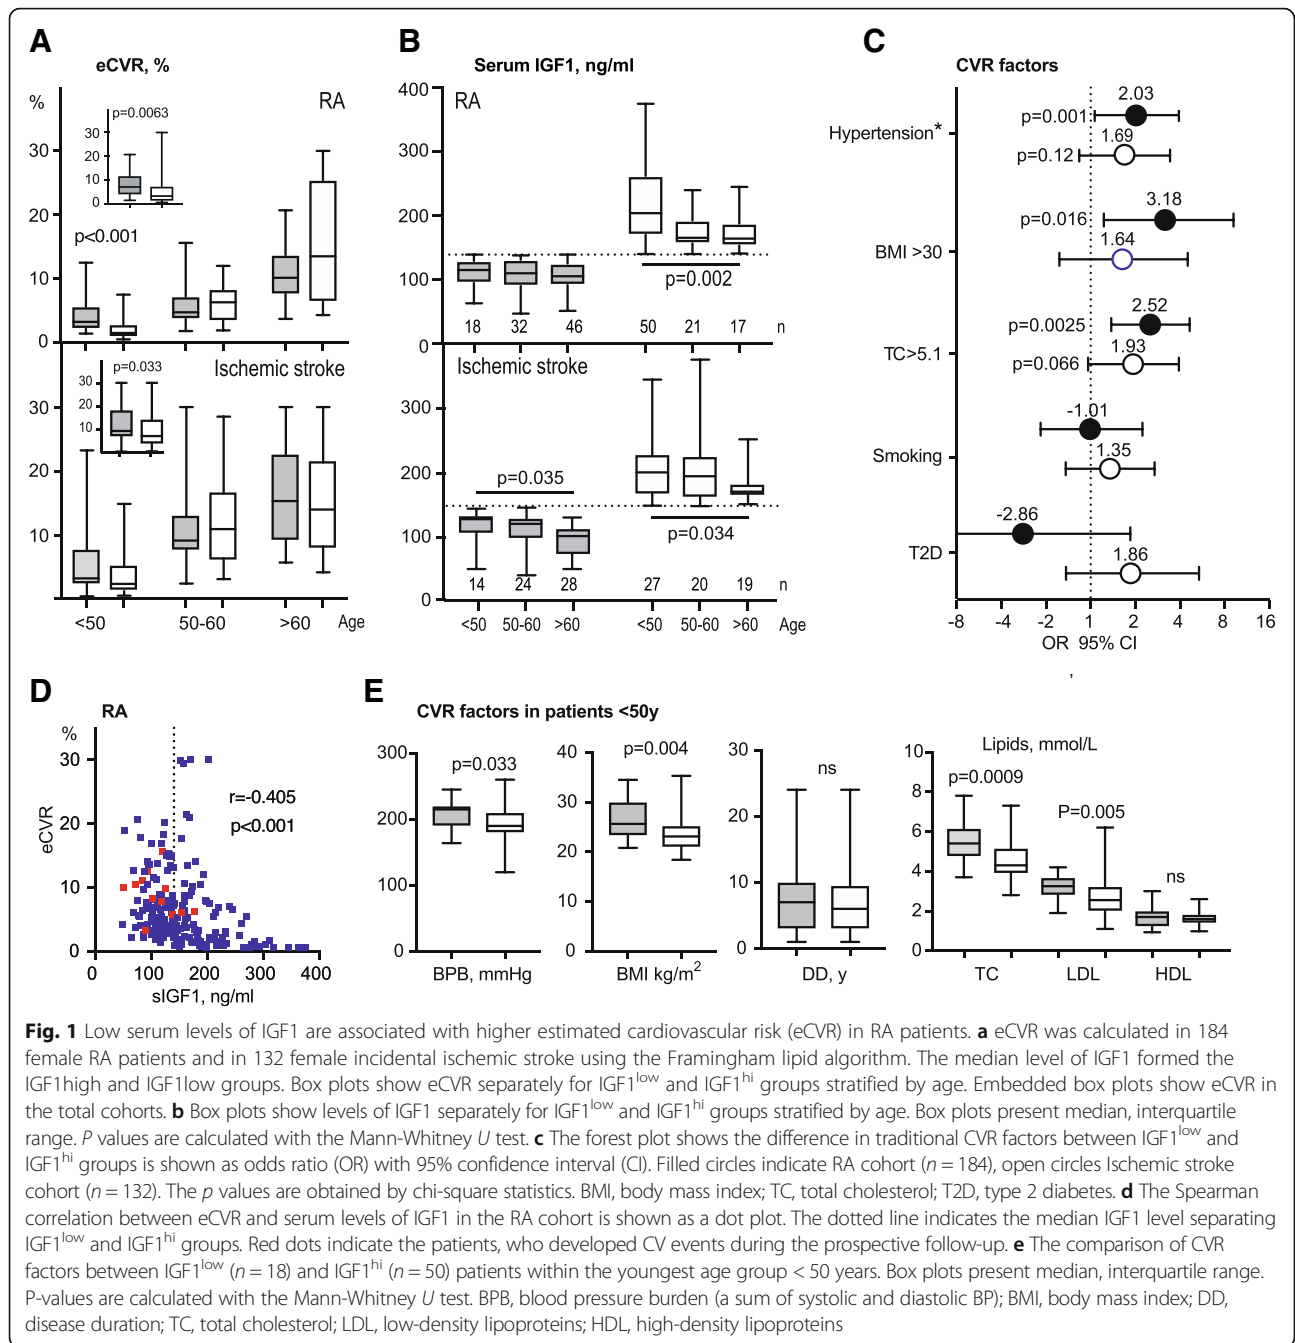 A
eCVR, %
%
RA
p=0.0063
30
20
10
0
30
20
10
0
p<0.001
Ischemic stroke
p=0.033
30
20
10
30
20
10
<50
50-60
>60
Age
B
Serum IGF1, ng/ml
RA
400
300
200
100
0
p=0.002
18 32 46 50 21 17 n
Ischemic stroke
300
200
100
0
p=0.035
p=0.034
14 24 28 27 20 19 n
<50 50-60 >60 <50 50-60 >60 Age
C
CVR factors
Hypertension*
p=0.001
2.03
p=0.12
1.69
BMI >30
p=0.016
3.18
1.64
TC>5.1
p=0.0025
2.52
p=0.066
1.93
Smoking
-1.01
1.35
T2D
-2.86
1.86
-8 -4 -2 1 2 4 8 16
OR 95% CI
,
D
RA
%
eCVR
30
20
10
0
r=-0.405
p<0.001
0 100 200 300 400
sIGF1, ng/ml
E
CVR factors in patients <50y
300
200
100
0
p=0.033
BPB, mmHg
40
30
20
10
0
p=0.004
BMI kg/m2
30
20
10
0
ns
DD, y
Lipids, mmol/L
10
8
6
4
2
0
p=0.0009
P=0.005
ns
TC LDL HDL
Fig. 1 Low serum levels of IGF1 are associated with higher estimated cardiovascular risk (eCVR) in RA patients. a eCVR was calculated in 184
female RA patients and in 132 female incidental ischemic stroke using the Framingham lipid algorithm. The median level of IGF1 formed the
IGF1high and IGF1low groups. Box plots show eCVR separately for IGF1low and IGF1hi groups stratified by age. Embedded box plots show eCVR in
the total cohorts. b Box plots show levels of IGF1 separately for IGF1low and IGF1hi groups stratified by age. Box plots present median, interquartile
range. P values are calculated with the Mann-Whitney U test. c The forest plot shows the difference in traditional CVR factors between IGF1low and
IGF1hi groups is shown as odds ratio (OR) with 95% confidence interval (CI). Filled circles indicate RA cohort (n = 184), open circles Ischemic stroke
cohort (n = 132). The p values are obtained by chi-square statistics. BMI, body mass index; TC, total cholesterol; T2D, type 2 diabetes. d The Spearman
correlation between eCVR and serum levels of IGF1 in the RA cohort is shown as a dot plot. The dotted line indicates the median IGF1 level separating
IGF1low and IGF1hi groups. Red dots indicate the patients, who developed CV events during the prospective follow-up. e The comparison of CVR
factors between IGF1low (n = 18) and IGF1hi (n = 50) patients within the youngest age group < 50 years. Box plots present median, interquartile range.
P-values are calculated with the Mann-Whitney U test. BPB, blood pressure burden (a sum of systolic and diastolic BP); BMI, body mass index; DD,
disease duration; TC, total cholesterol; LDL, low-density lipoproteins; HDL, high-density lipoproteins